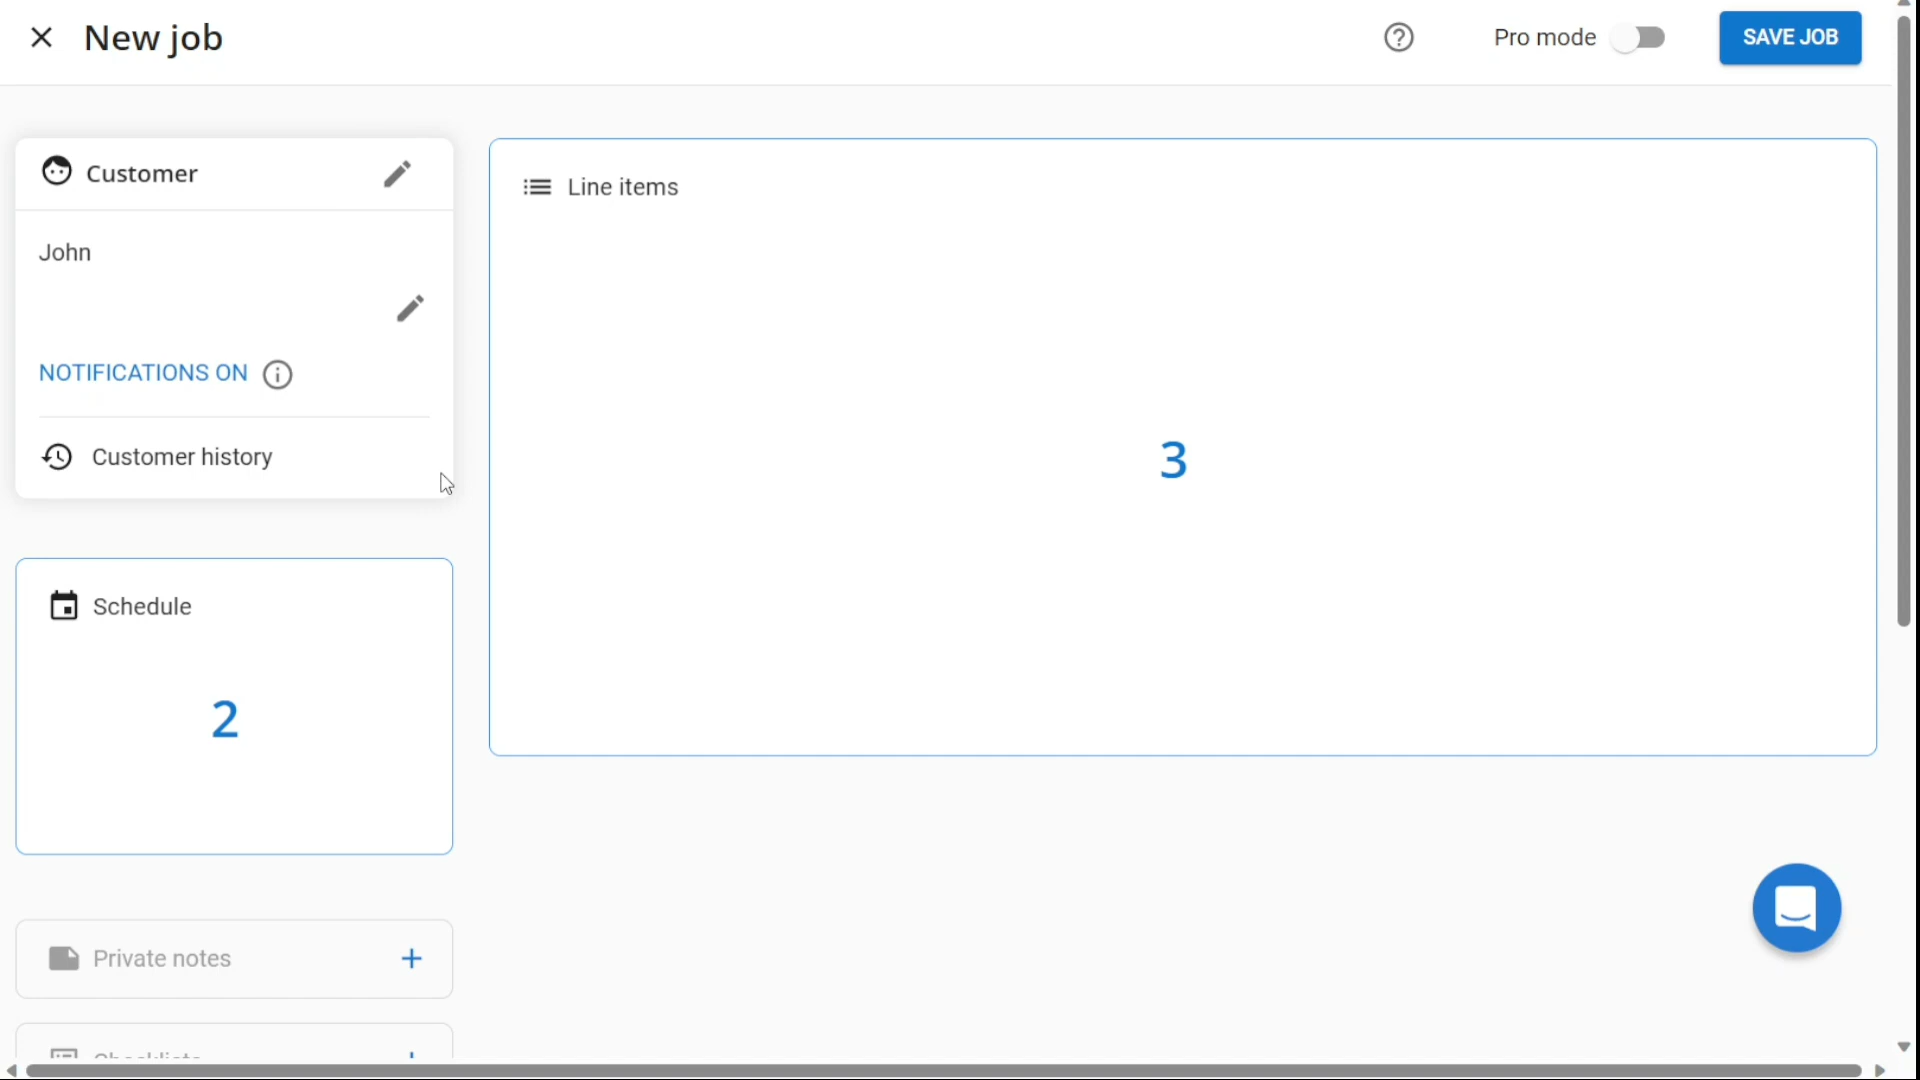 New job
Pro mode
SAVE JOB
Customer
John
NOTIFICATIONS ON
Customer history
Line items
3
Schedule
2
Private notes
Checklists